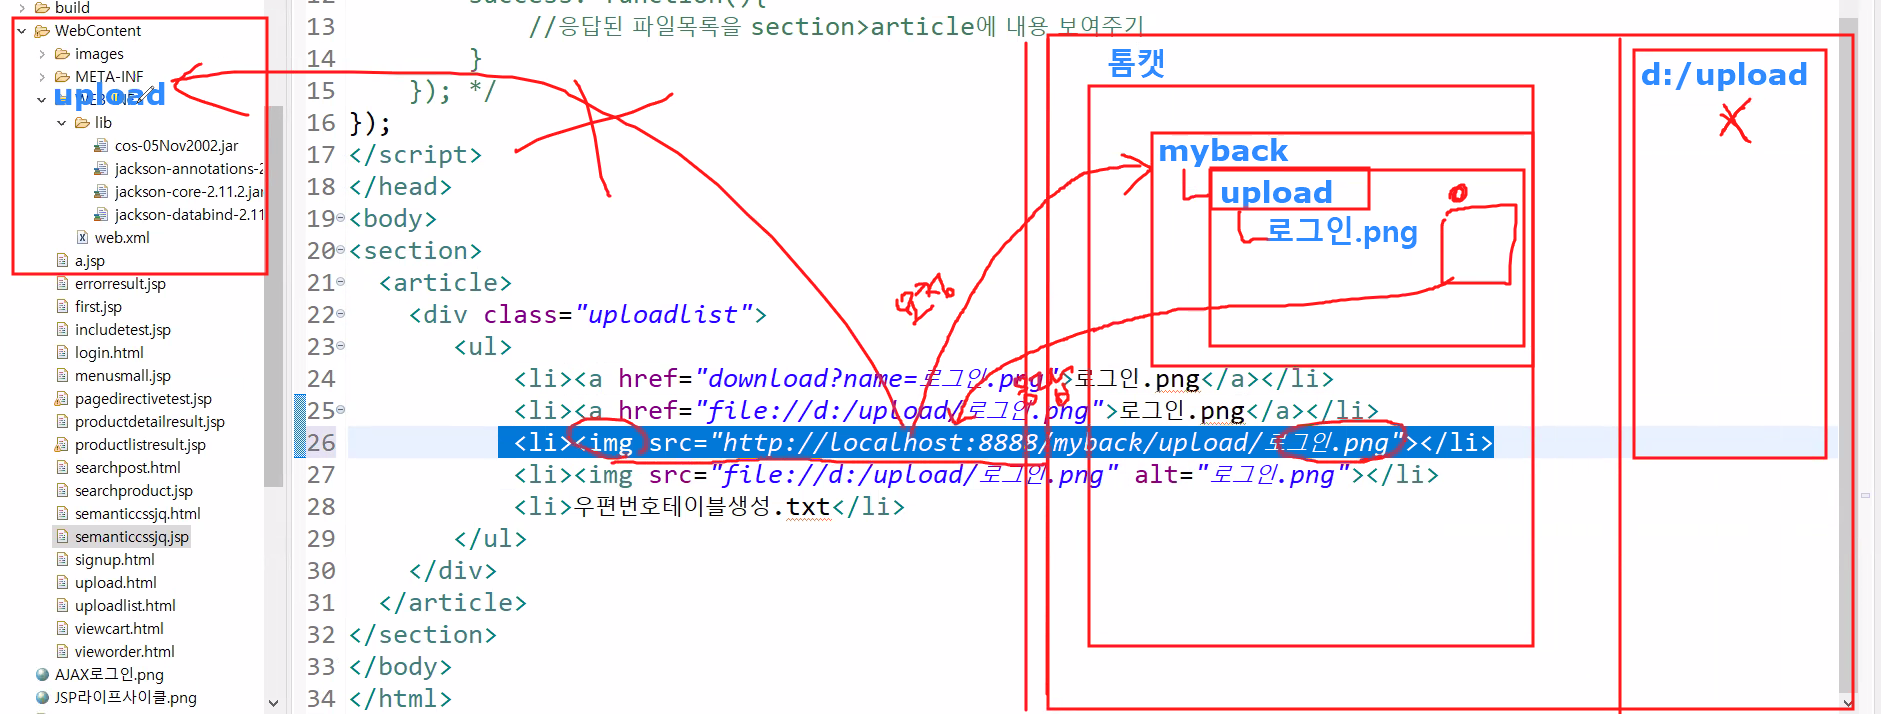 build
WebContent
images
META-INF
upload
lib
cos-05Nov2002.jar
jackson-annotations-2
jackson-core-2.11.2.jar
jackson-databind-2.11
web.xml
a.jsp
errorresult.jsp
first.jsp
includetest.jsp
login.html
menusmall.jsp
pagedirectivetest.jsp
productdetailresult.jsp
productlistresult.jsp
searchpost.html
searchproduct.jsp
semanticcssjq.html
semanticcssjq.jsp
signup.html
upload.html
uploadlist.html
viewcart.html
vieworder.html
AJAX로그인.png
JSP라이프사이클.png
13 //응답된 파일목록을 section>article에 내용 보여주기
14 }
15 }); */
16 });
17 </script>
18 </head>
19 <body>
20 <section>
21 <article>
22 <div class="uploadlist">
23 <ul>
24 <li><a href="download?name=로그인.png">로그인.png</a></li>
25 <li><a href="file://d:/upload/로그인.png">로그인.png</a></li>
26 <li><img src="http://localhost:8888/myback/upload/로그인.png"></li>
27 <li><img src="file://d:/upload/로그인.png" alt="로그인.png"></li>
28 <li>우편번호테이블생성.txt</li>
29 </ul>
30 </div>
31 </article>
32 </section>
33 </body>
34 </html>
톰캣
myback
upload
로그인.png
d:/upload
요청
응답